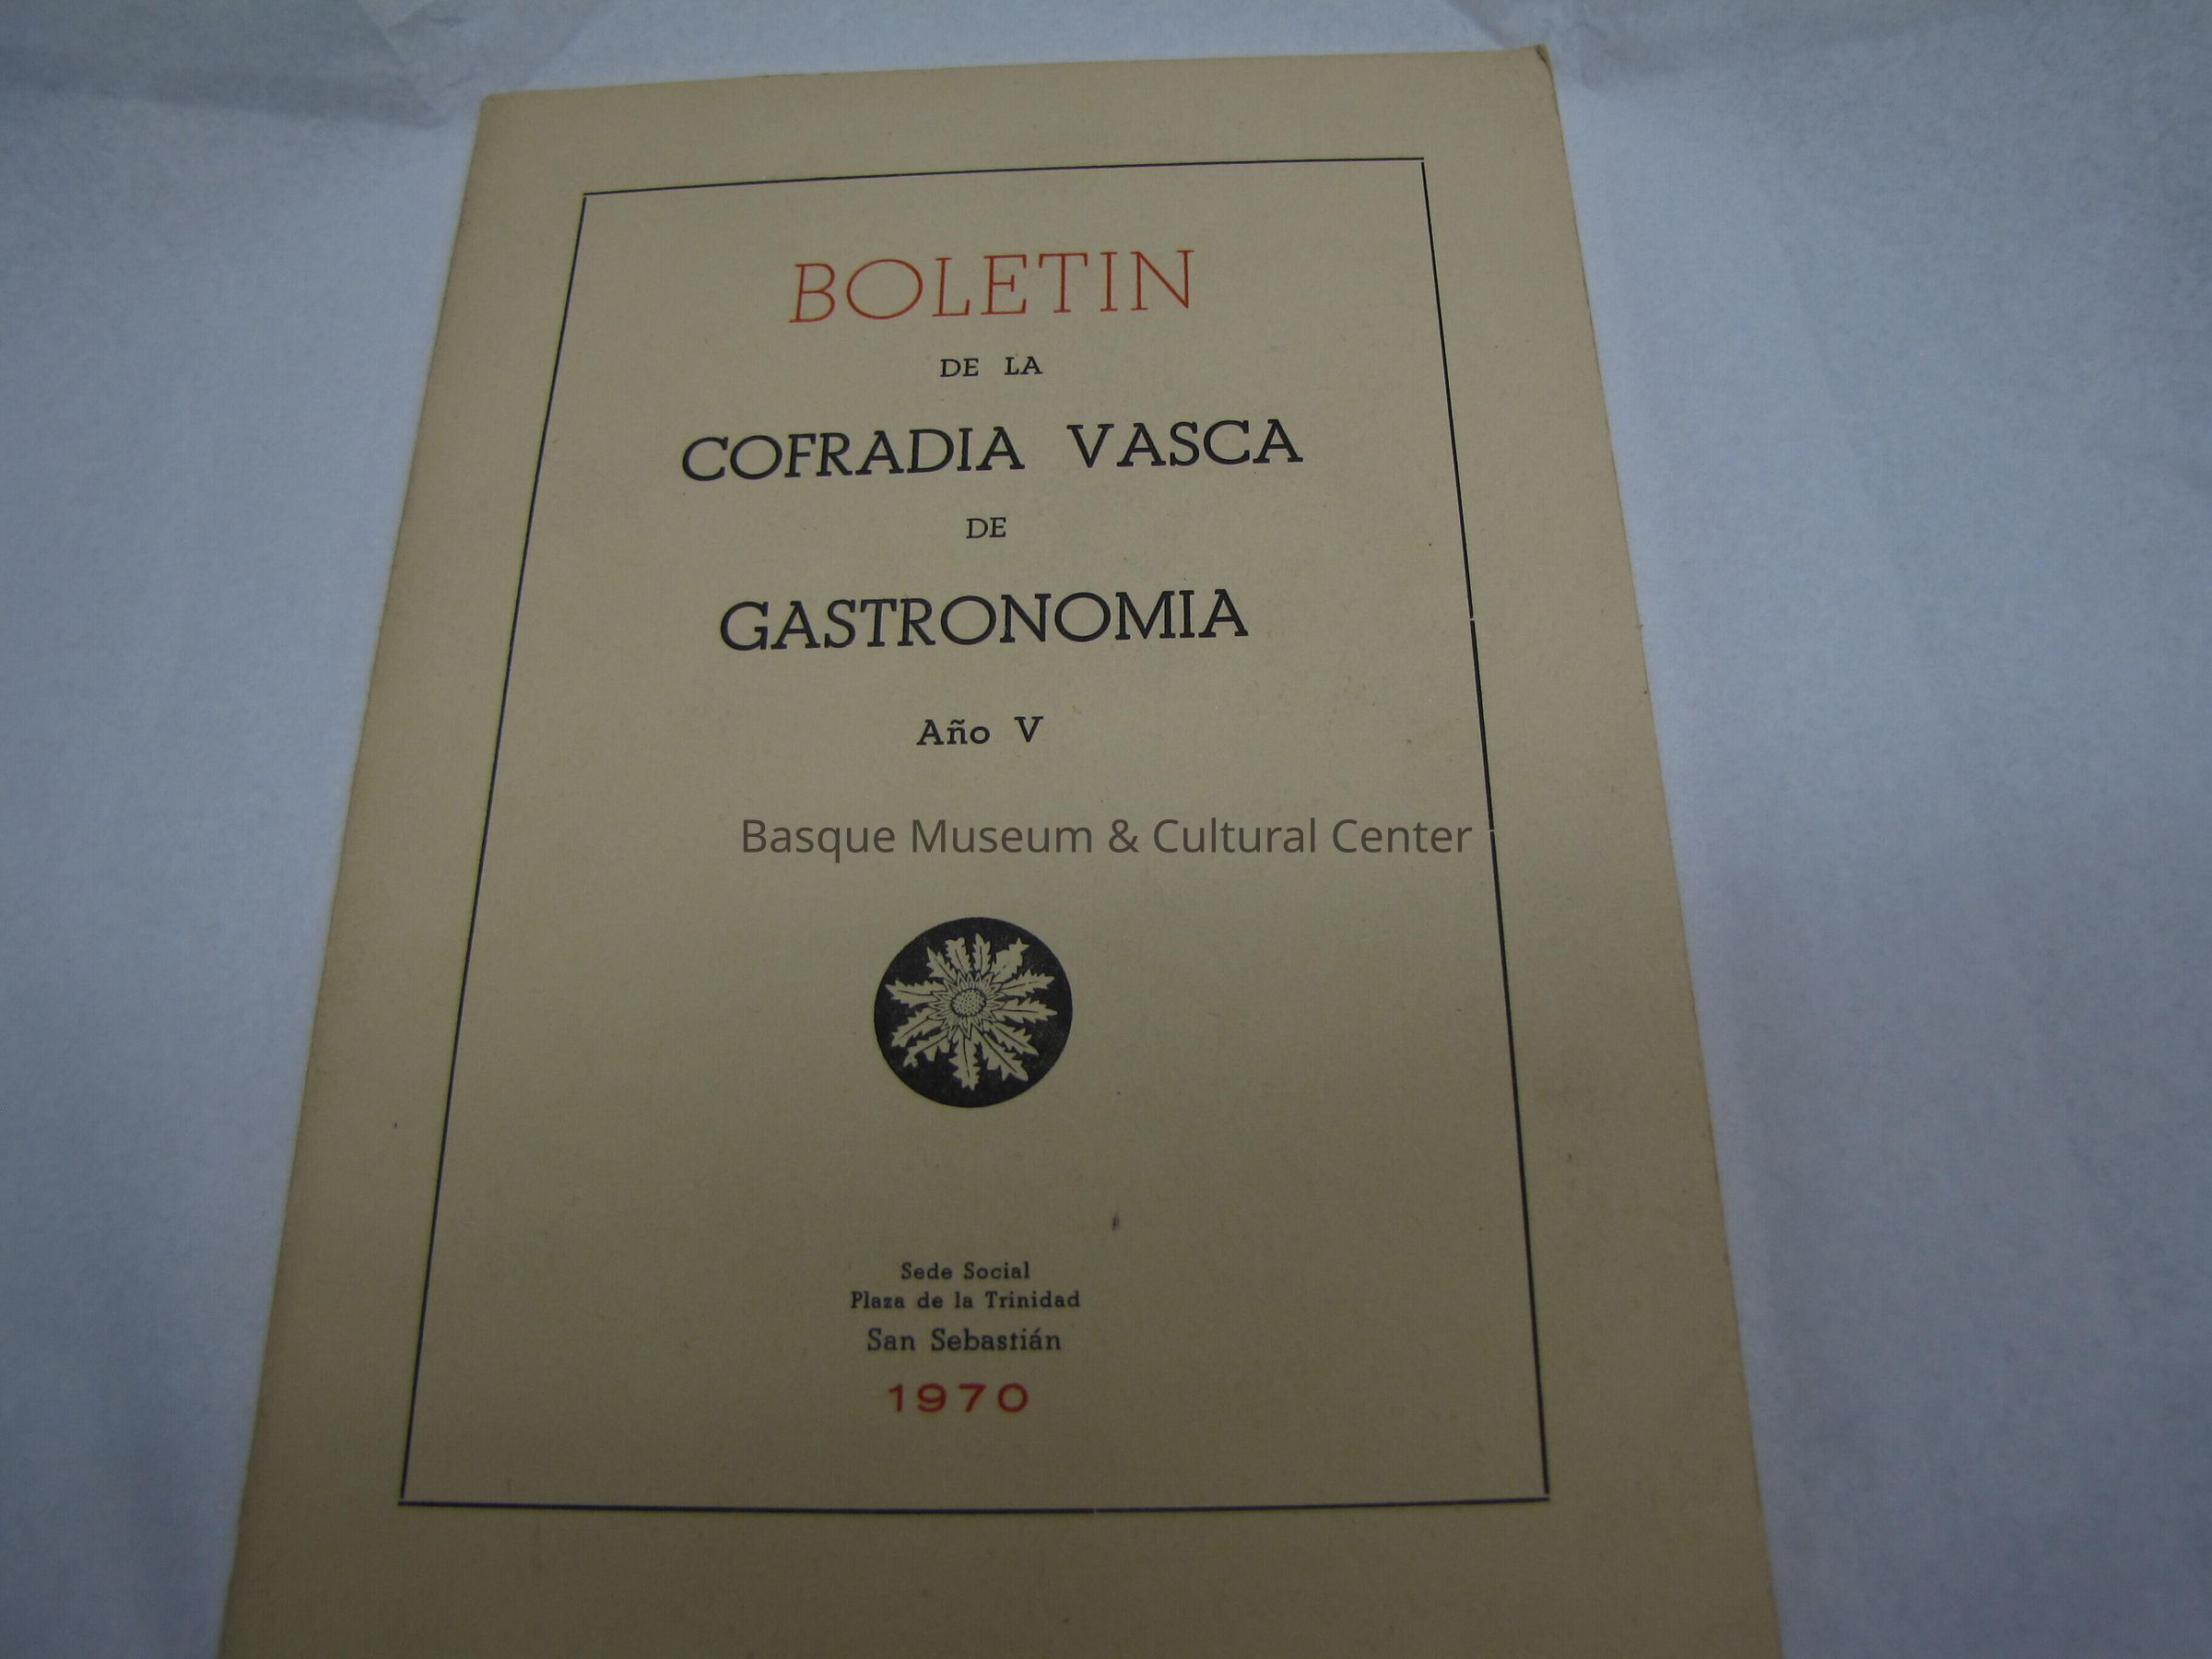 BOLETIN
DE LA
COFRADIA VASCA
DE
GASTRONOMIA
Año V
Basque Museum & Cultural Center
Sede Social
Plaza de la Trinidad
San Sebastián
1970